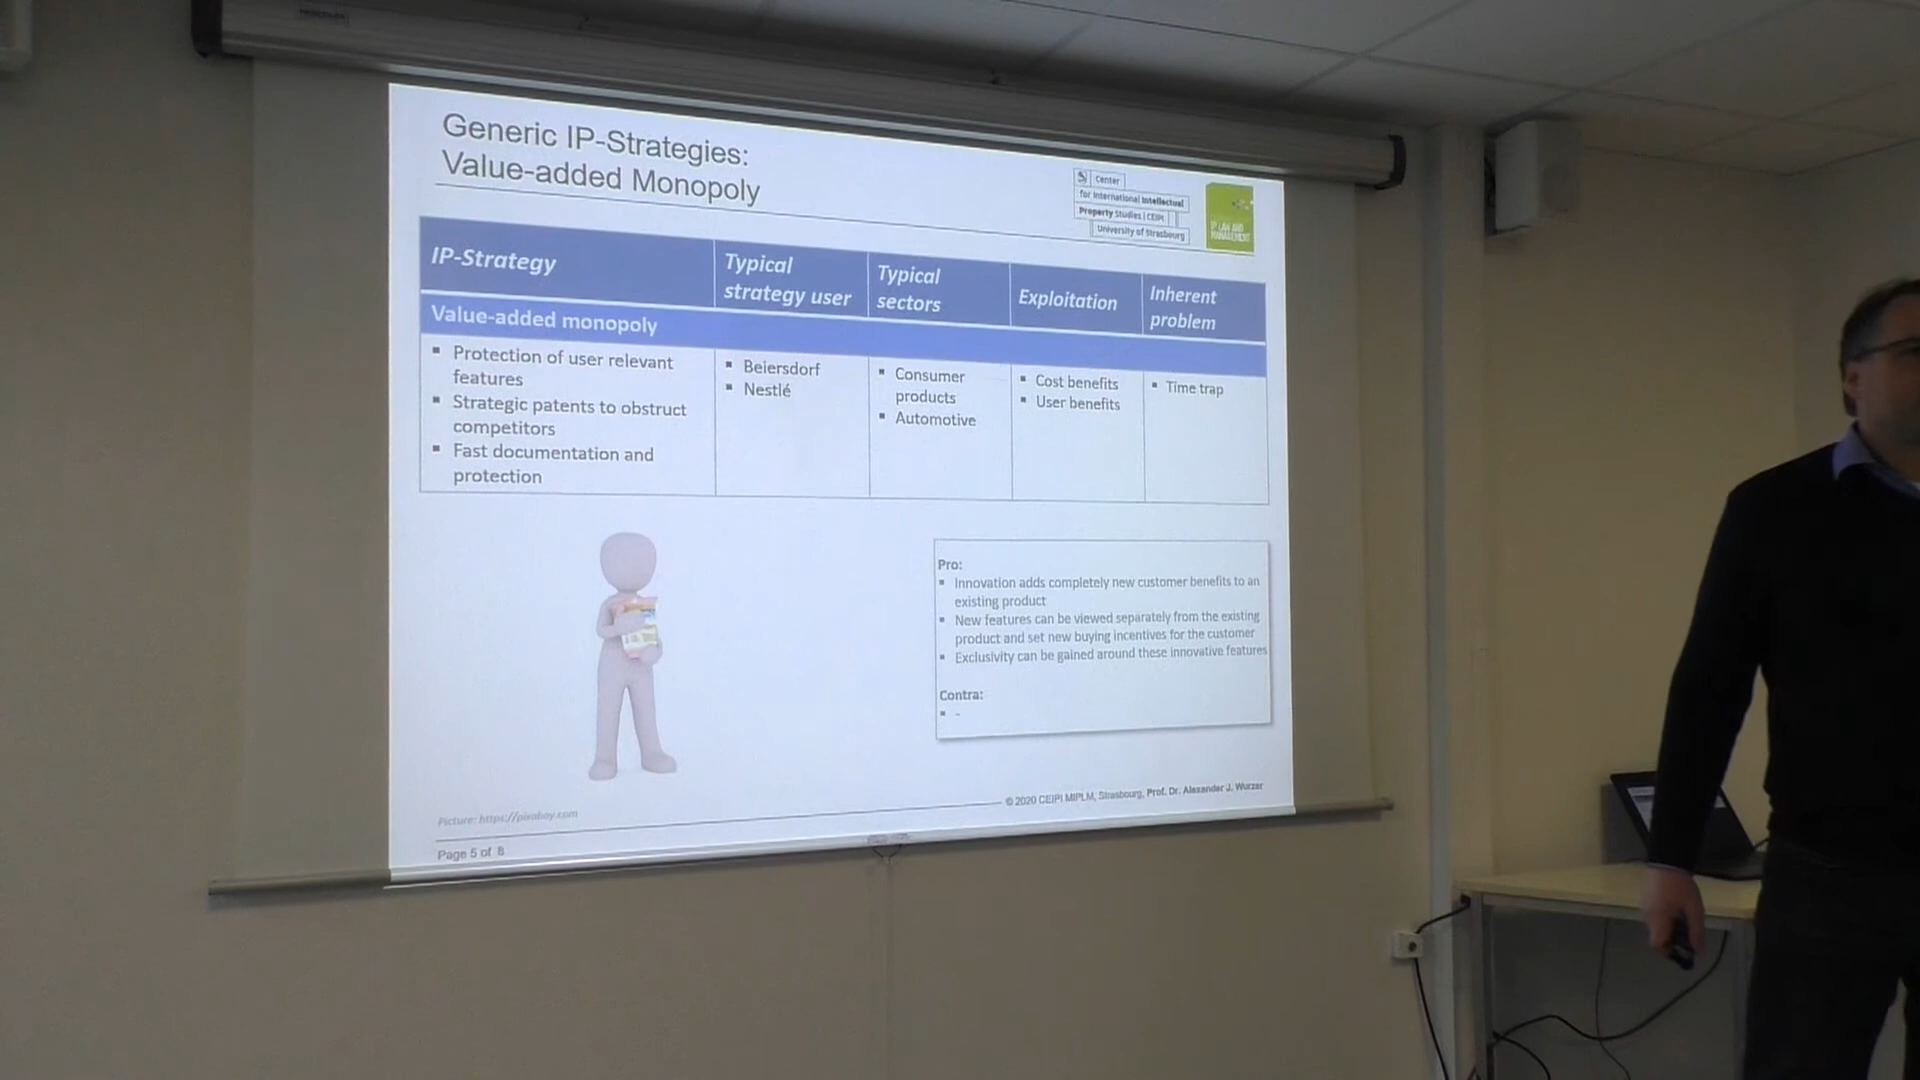 Generic IP-Strategies:
Value-added Monopoly
Center
for International Intellectual
Property Studies | CEIPI
University of Strasbourg
IP LAW AND
MANAGEMENT
IP-Strategy
Typical
strategy user
Typical
sectors
Exploitation
Inherent
problem
Value-added monopoly
▪ Protection of user relevant
features
▪ Strategic patents to obstruct
competitors
▪ Fast documentation and
protection
▪ Beiersdorf
▪ Nestlé
▪ Consumer
products
▪ Automotive
▪ Cost benefits
▪ User benefits
▪ Time trap
Pro:
▪ Innovation adds completely new customer benefits to an
existing product
▪ New features can be viewed separately from the existing
product and set new buying incentives for the customer
▪ Exclusivity can be gained around these innovative features
Contra:
▪ -
© 2020 CEIPI MIPLM, Strasbourg, Prof. Dr. Alexander J. Wurzer
Picture: https://pixabay.com
Page 5 of 8